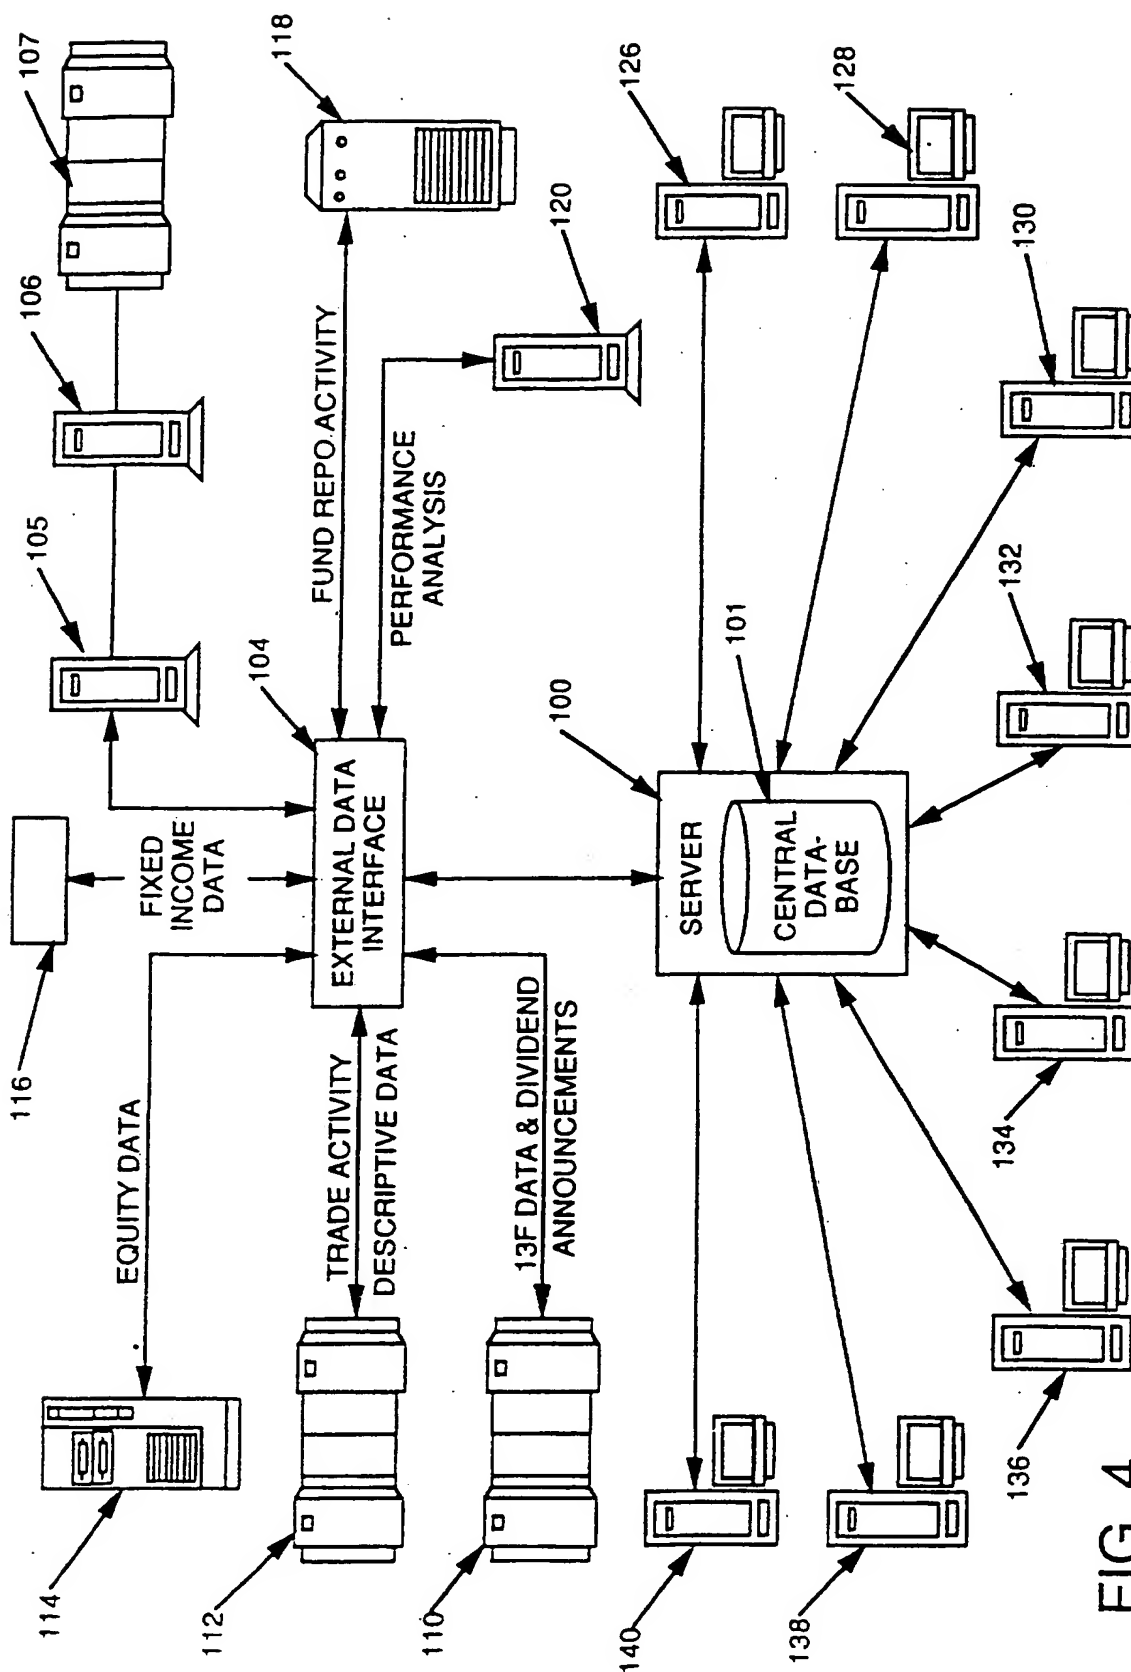 114
EQUITY DATA
116
FIXED
INCOME
DATA
105
106
107
112
TRADE ACTIVITY
DESCRIPTIVE DATA
EXTERNAL DATA
INTERFACE
104
FUND REPO.ACTIVITY
118
110
13F DATA & DIVIDEND
ANNOUNCEMENTS
PERFORMANCE
ANALYSIS
120
140
SERVER
100
CENTRAL
DATA-
BASE
101
126
138
128
136
134
132
130
FIG. 4